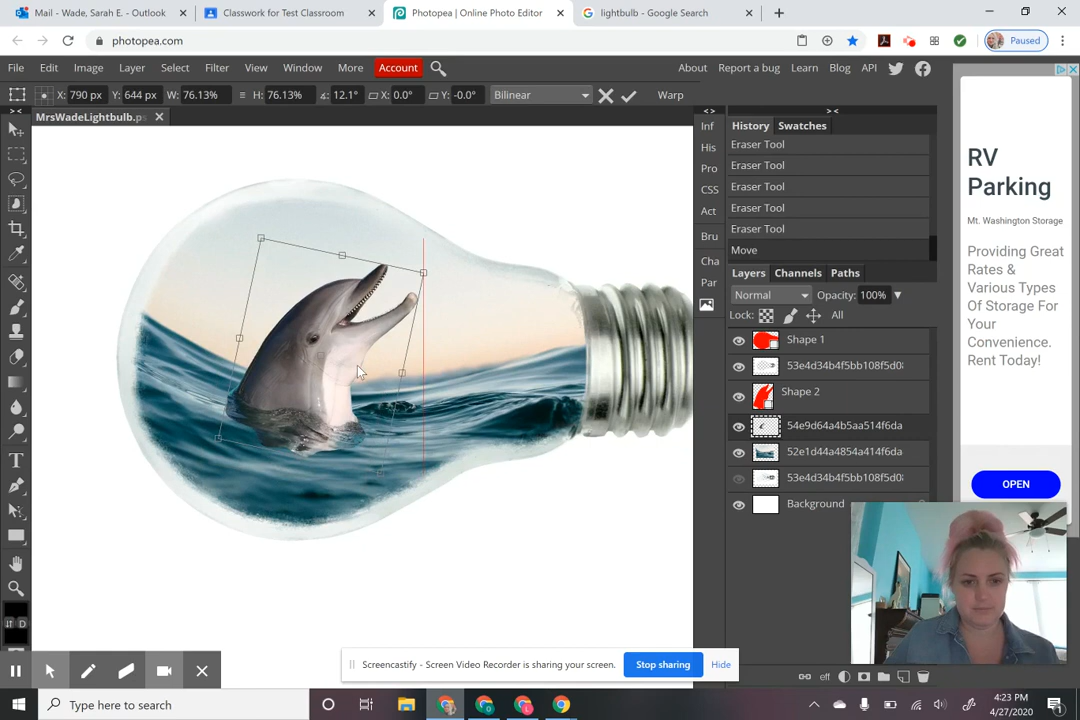 Mail - Wade, Sarah E. - Outlook
Classwork for Test Classroom
Photopea | Online Photo Editor
lightbulb - Google Search
photopea.com
Paused
File Edit Image Layer Select Filter View Window More Account
About Report a bug Learn Blog API
X: 790 px Y: 644 px W: 76.13% H: 76.13% 12.1° X: 0.0° Y: -0.0° Bilinear Warp
MrsWadeLightbulb.ps
Inf
His
Pro
CSS
Act
Bru
Cha
Par
History Swatches
Eraser Tool
Eraser Tool
Eraser Tool
Eraser Tool
Eraser Tool
Move
Layers Channels Paths
Normal Opacity: 100%
Lock: All
Shape 1
53e4d34b4f5bb108f5d0
Shape 2
54e9d64a4b5aa514f6da
52e1d44a4854a414f6da
53e4d34b4f5bb108f5d0
Background
eff
RV
Parking
Mt. Washington Storage
Providing Great
Rates &
Various Types
Of Storage For
Your
Convenience.
Rent Today!
OPEN
Screencastify - Screen Video Recorder is sharing your screen.
Stop sharing
Hide
Type here to search
4:23 PM
4/27/2020